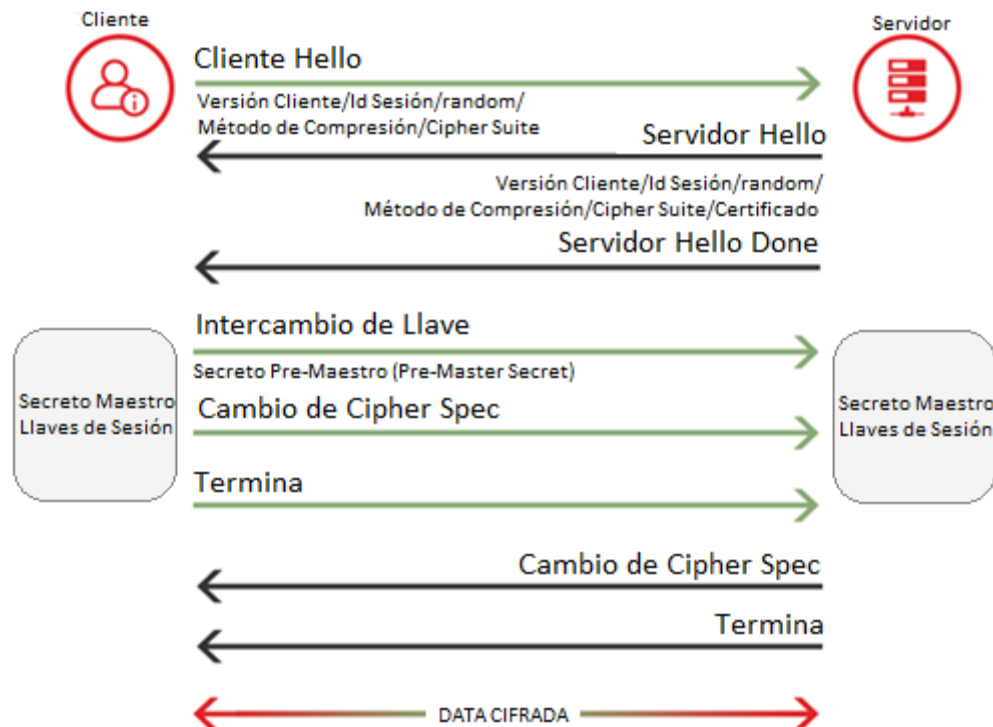 Cliente
Servidor
Cliente Hello
Versión Cliente/Id Sesión/random/
Método de Compresión/Cipher Suite
Servidor Hello
Versión Cliente/Id Sesión/random/
Método de Compresión/Cipher Suite/Certificado
Servidor Hello Done
Intercambio de Llave
Secreto Pre-Maestro (Pre-Master Secret)
Secreto Maestro
Llaves de Sesión
Secreto Maestro
Llaves de Sesión
Cambio de Cipher Spec
Termina
Cambio de Cipher Spec
Termina
DATA CIFRADA